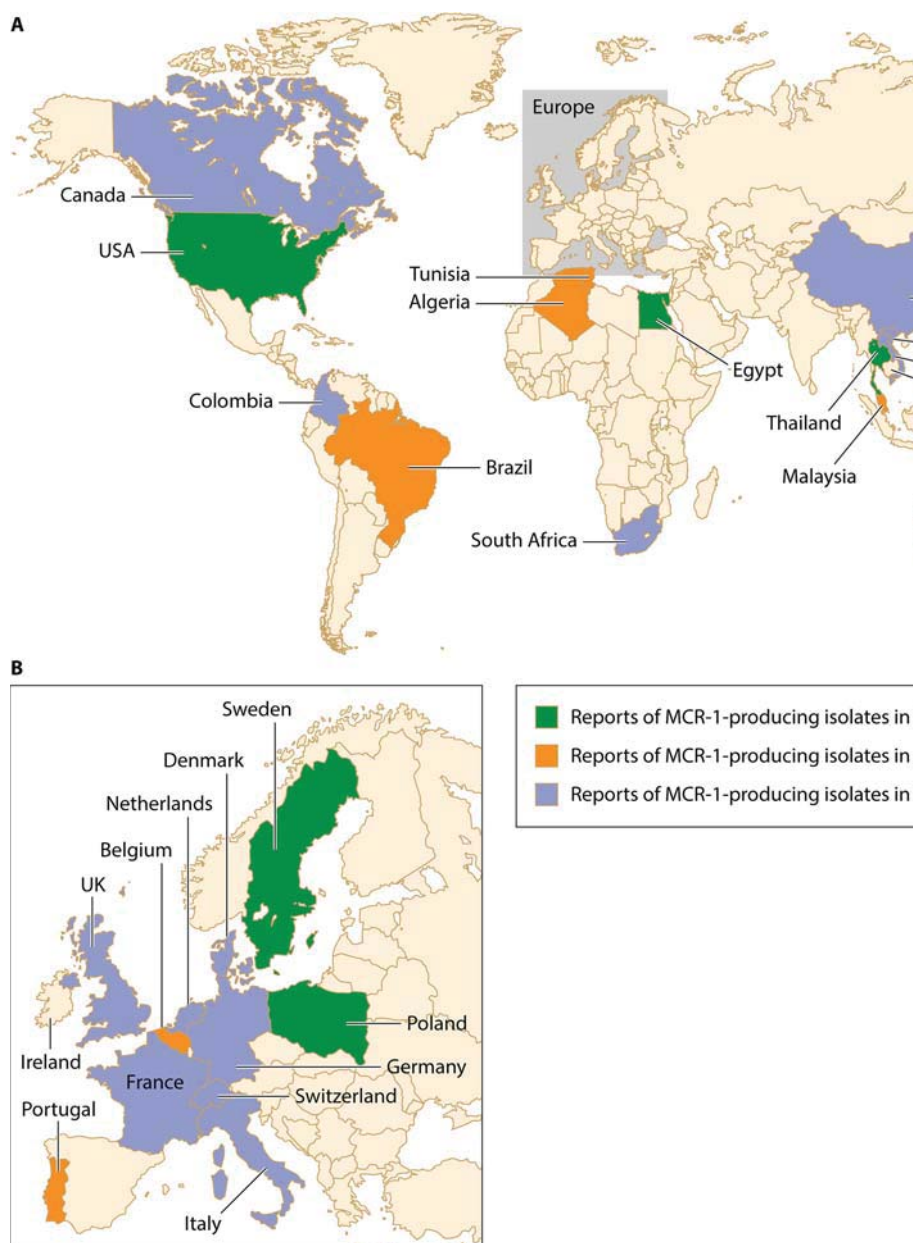 A
Europe
Canada
USA
Tunisia
Algeria
Egypt
Colombia
Thailand
Brazil
Malaysia
South Africa
B
Sweden
Denmark
Netherlands
Belgium
UK
Poland
Ireland
Germany
France
Switzerland
Portugal
Italy
Reports of MCR-1-producing isolates in
Reports of MCR-1-producing isolates in
Reports of MCR-1-producing isolates in